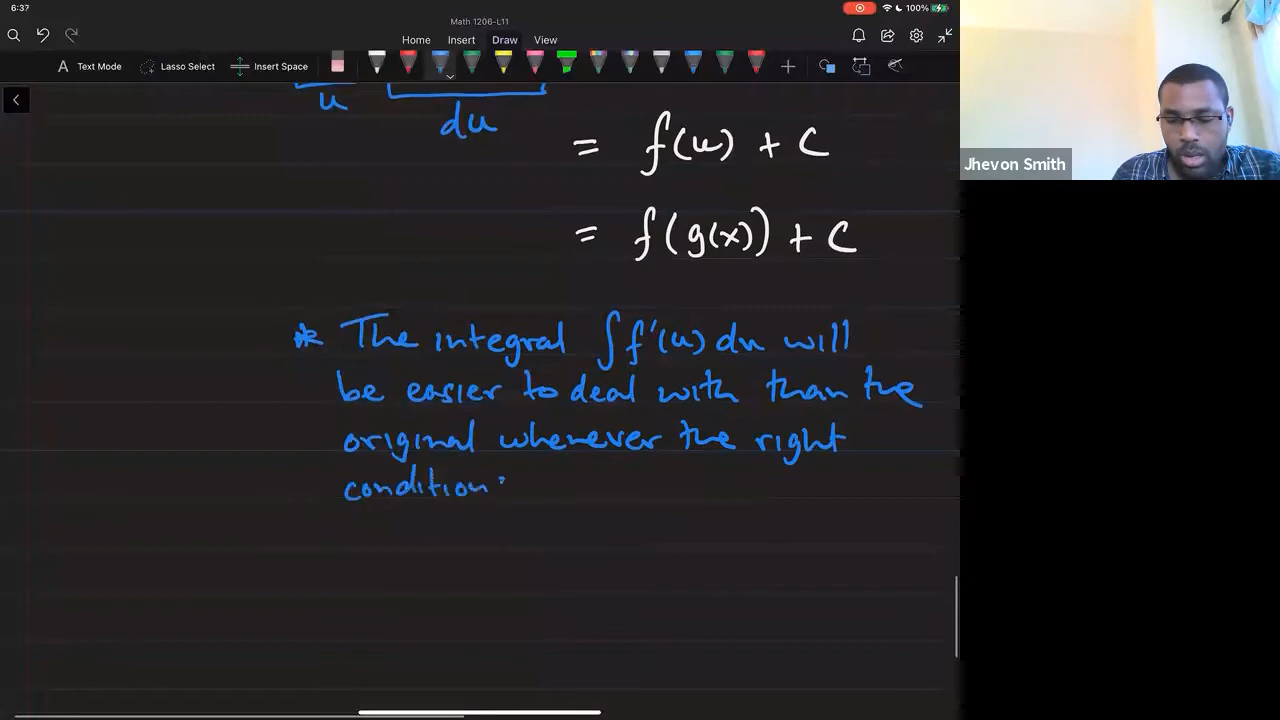 6:37
100%
Math 1206-L11
Home Insert Draw View
Text Mode Lasso Select Insert Space
u
du
= f(u) + C
= f(g(x)) + C
Jhevon Smith
* The integral ∫ f'(u) du will
be easier to deal with than the
original whenever the right
condition